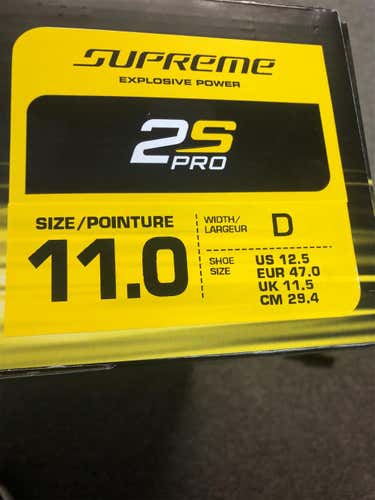 SUPREME
EXPLOSIVE POWER
2S
PRO
SIZE/POINTURE
11.0
WIDTH/
LARGEUR
D
SHOE
SIZE
US 12.5
EUR 47.0
UK 11.5
CM 29.4